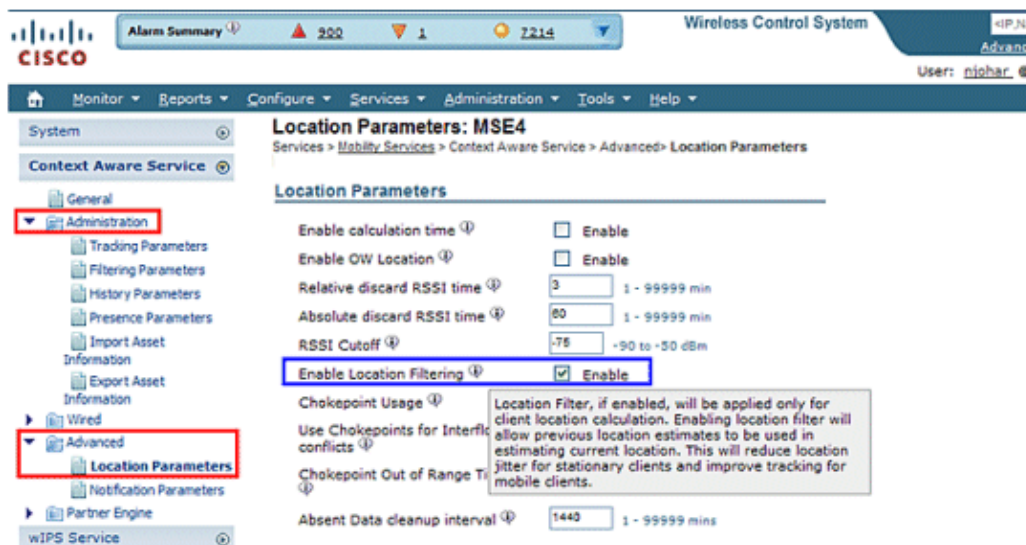 Alarm Summary 900 1 7214
Wireless Control System
<IP,N
CISCO
Advanc
User: njohar @
Monitor Reports Configure Services Administration Tools Help
System
Context Aware Service
General
Administration
Tracking Parameters
Filtering Parameters
History Parameters
Presence Parameters
Import Asset
Information
Export Asset
Information
Wired
Advanced
Location Parameters
Notification Parameters
Partner Engine
wIPS Service
Location Parameters: MSE4
Services > Mobility Services > Context Aware Service > Advanced> Location Parameters
Location Parameters
Enable calculation time Enable
Enable OW Location Enable
Relative discard RSSI time 3 1 - 99999 min
Absolute discard RSSI time 60 1 - 99999 min
RSSI Cutoff -75 -90 to -50 dBm
Enable Location Filtering Enable
Chokepoint Usage
Use Chokepoints for Interflo
conflicts
Chokepoint Out of Range Ti
Location Filter, if enabled, will be applied only for
client location calculation. Enabling location filter will
allow previous location estimates to be used in
estimating current location. This will reduce location
jitter for stationary clients and improve tracking for
mobile clients.
Absent Data cleanup interval 1440 1 - 99999 mins